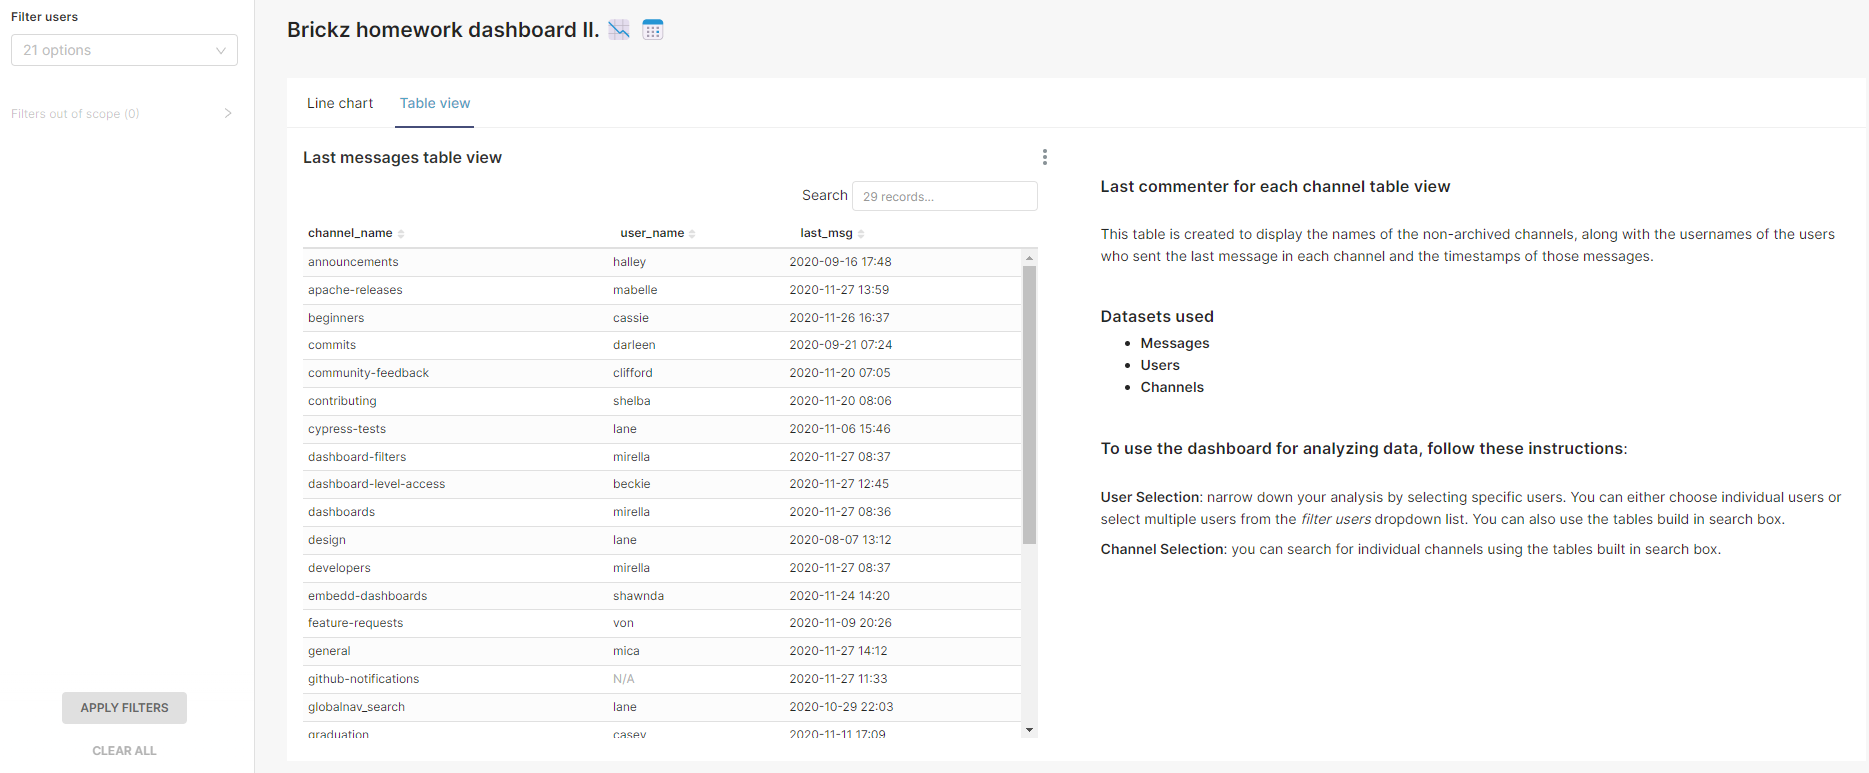 Filter users
21 options
Filters out of scope (0)
APPLY FILTERS
CLEAR ALL
Brickz homework dashboard II.
Line chart Table view
Last messages table view
Search 29 records...
channel_name user_name last_msg
announcements halley 2020-09-16 17:48
apache-releases mabelle 2020-11-27 13:59
beginners cassie 2020-11-26 16:37
commits darleen 2020-09-21 07:24
community-feedback clifford 2020-11-20 07:05
contributing shelba 2020-11-20 08:06
cypress-tests lane 2020-11-06 15:46
dashboard-filters mirella 2020-11-27 08:37
dashboard-level-access beckie 2020-11-27 12:45
dashboards mirella 2020-11-27 08:36
design lane 2020-08-07 13:12
developers mirella 2020-11-27 08:37
embedd-dashboards shawnda 2020-11-24 14:20
feature-requests von 2020-11-09 20:26
general mica 2020-11-27 14:12
github-notifications N/A 2020-11-27 11:33
globalnav_search lane 2020-10-29 22:03
graduation casey 2020-11-11 17:09
Last commenter for each channel table view
This table is created to display the names of the non-archived channels, along with the usernames of the users
who sent the last message in each channel and the timestamps of those messages.
Datasets used
• Messages
• Users
• Channels
To use the dashboard for analyzing data, follow these instructions:
User Selection: narrow down your analysis by selecting specific users. You can either choose individual users or
select multiple users from the filter users dropdown list. You can also use the tables build in search box.
Channel Selection: you can search for individual channels using the tables built in search box.